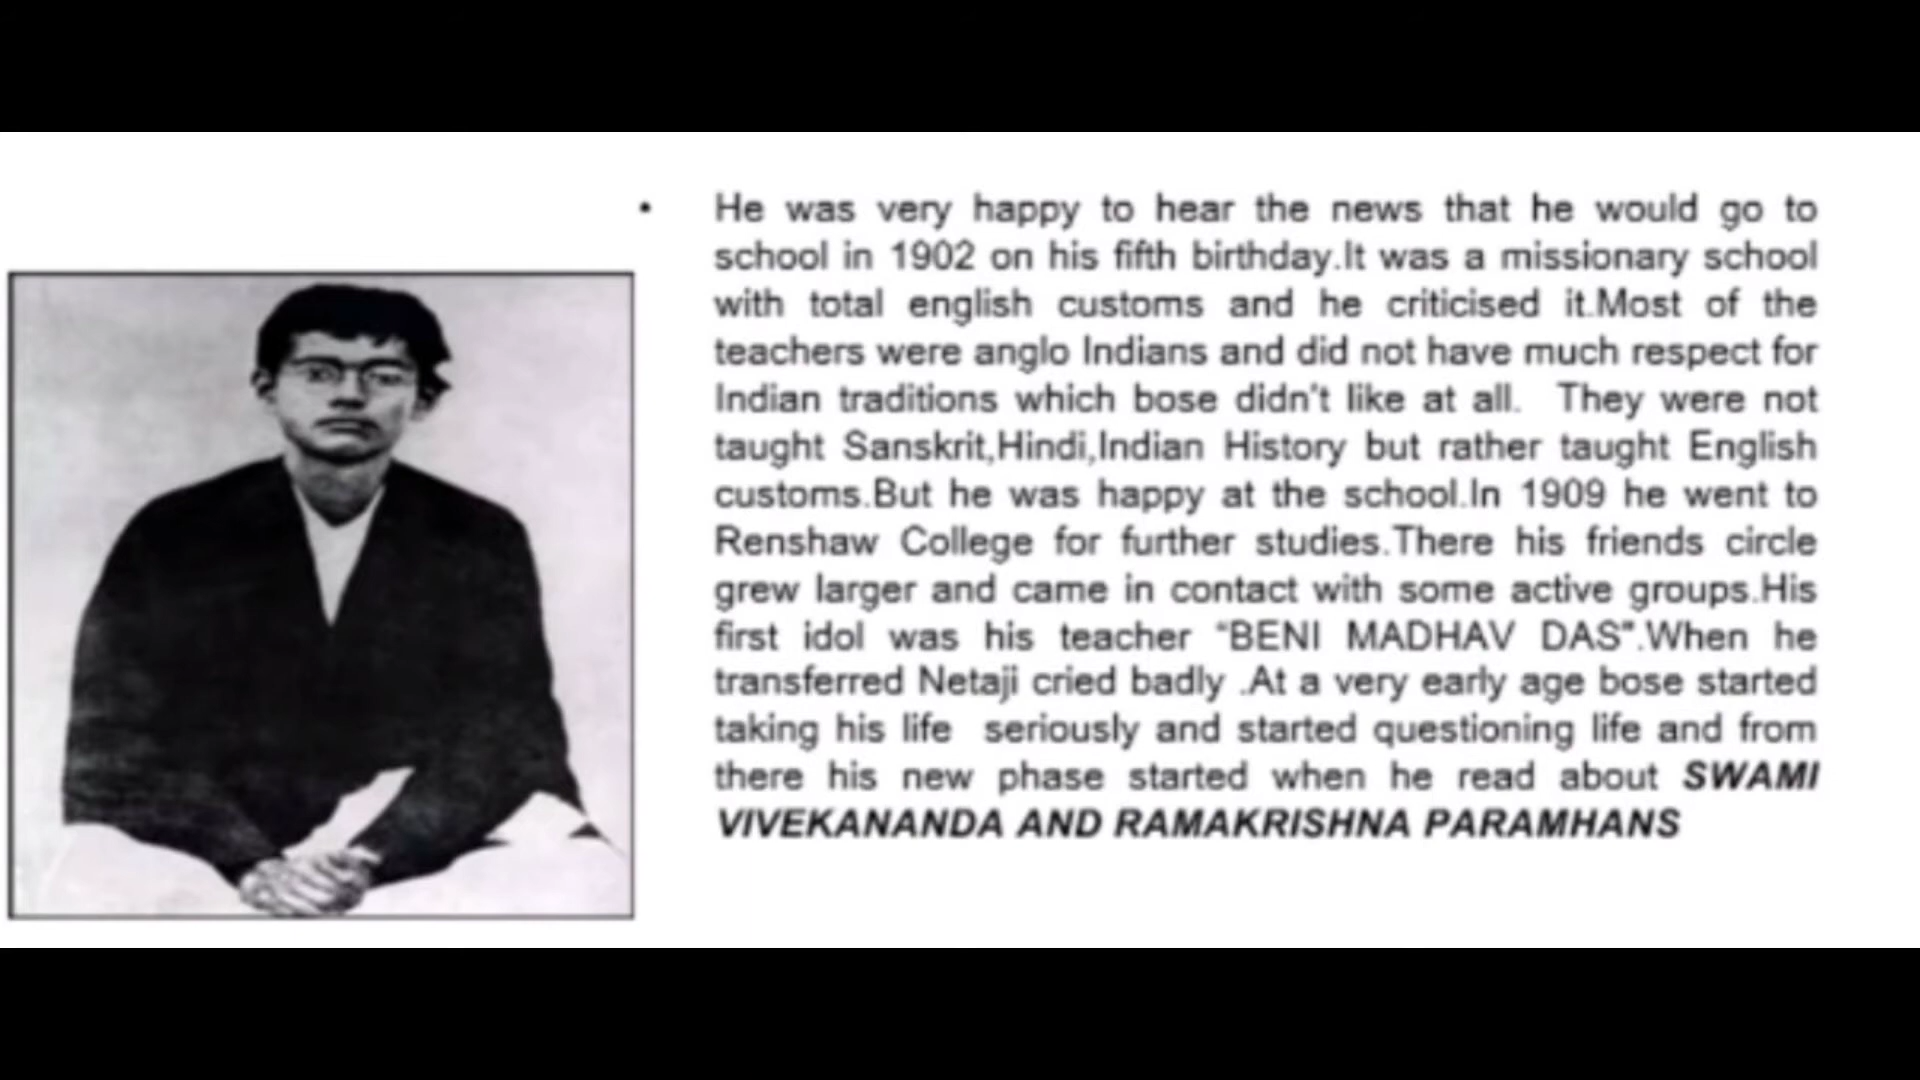 • He was very happy to hear the news that he would go to
school in 1902 on his fifth birthday.It was a missionary school
with total english customs and he criticised it.Most of the
teachers were anglo Indians and did not have much respect for
Indian traditions which bose didn't like at all. They were not
taught Sanskrit,Hindi,Indian History but rather taught English
customs.But he was happy at the school.In 1909 he went to
Renshaw College for further studies.There his friends circle
grew larger and came in contact with some active groups.His
first idol was his teacher “BENI MADHAV DAS”.When he
transferred Netaji cried badly .At a very early age bose started
taking his life seriously and started questioning life and from
there his new phase started when he read about SWAMI
VIVEKANANDA AND RAMAKRISHNA PARAMHANS